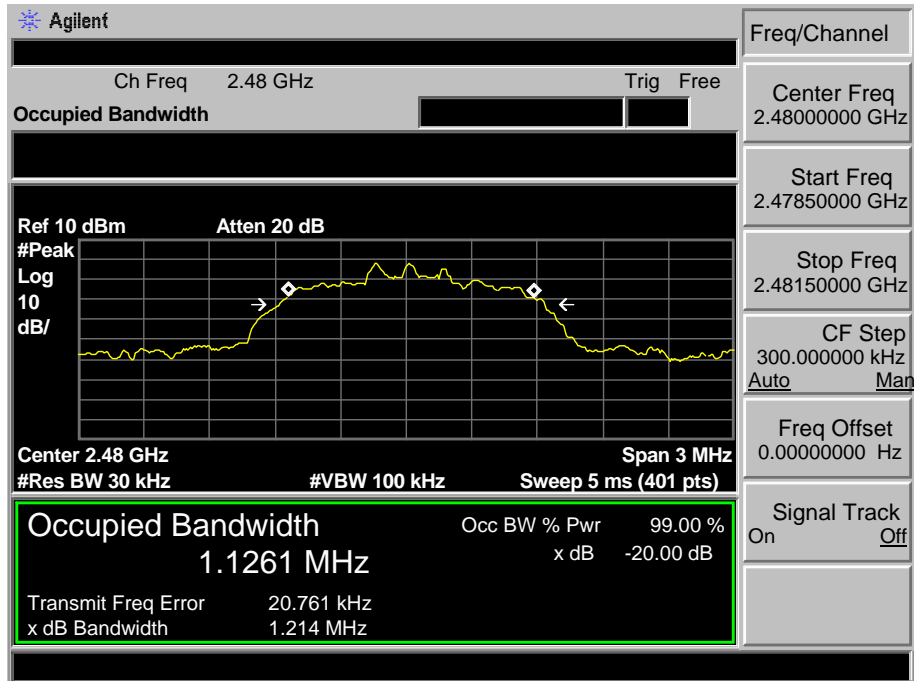 Agilent
Freq/Channel
Ch Freq 2.48 GHz Trig Free
Occupied Bandwidth
Center Freq
2.48000000 GHz
Start Freq
2.47850000 GHz
Stop Freq
2.48150000 GHz
CF Step
300.000000 kHz
Auto Man
Freq Offset
0.00000000 Hz
Signal Track
On Off
Ref 10 dBm Atten 20 dB
#Peak
Log
10
dB/
Center 2.48 GHz Span 3 MHz
#Res BW 30 kHz #VBW 100 kHz Sweep 5 ms (401 pts)
Occupied Bandwidth Occ BW % Pwr 99.00 %
1.1261 MHz x dB -20.00 dB
Transmit Freq Error 20.761 kHz
x dB Bandwidth 1.214 MHz